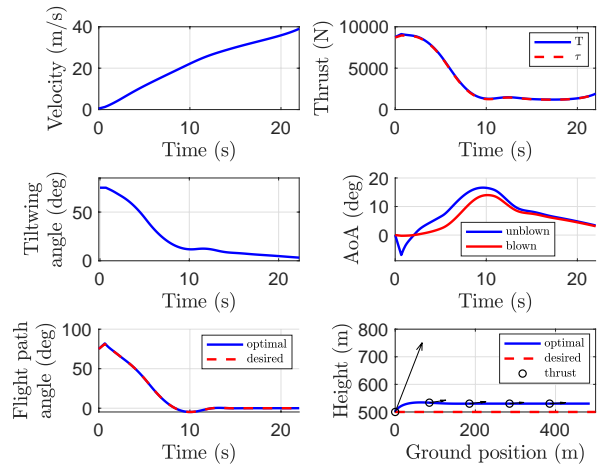 Velocity (m/s)
40
20
0
0
10
20
Time (s)
Thrust (N)
10000
5000
0
0
10
20
Time (s)
T
τ
Tiltwing
angle (deg)
50
0
0
10
20
Time (s)
AoA (deg)
20
10
0
0
10
20
Time (s)
unblown
blown
Flight path
angle (deg)
100
50
0
0
10
20
Time (s)
optimal
desired
Height (m)
800
700
600
500
0
200
400
Ground position (m)
optimal
desired
thrust